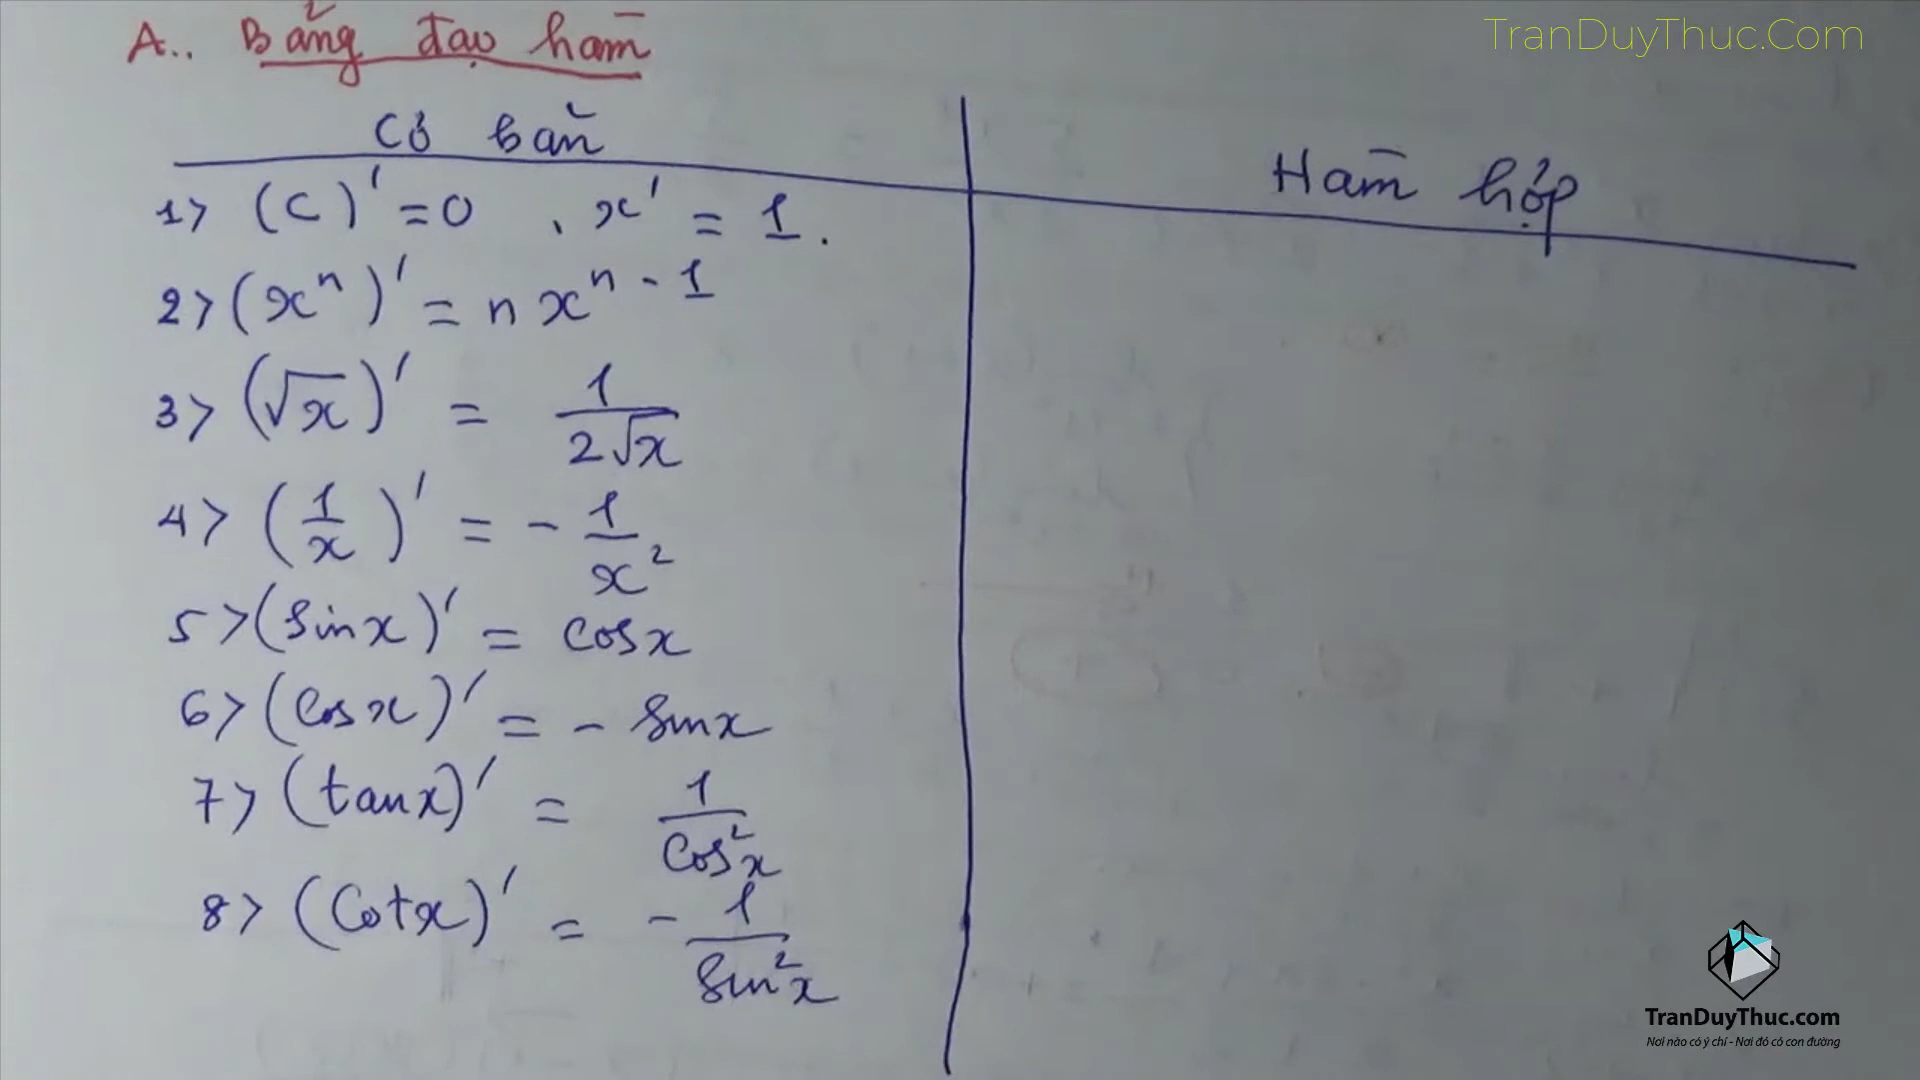 TranDuyThuc.Com
A.. Bảng đạo hàm
Cơ bản
Hàm hợp
1> (C)' = 0 , x' = 1.
2> (xⁿ)' = n xⁿ⁻¹
3> (√x)' = 1/(2√x)
4> (1/x)' = - 1/x²
5> (sinx)' = cosx
6> (cosx)' = - sinx
7> (tanx)' = 1/cos²x
8> (Cotx)' = - 1/sin²x
TranDuyThuc.com
Nơi nào có ý chí - Nơi đó có con đường